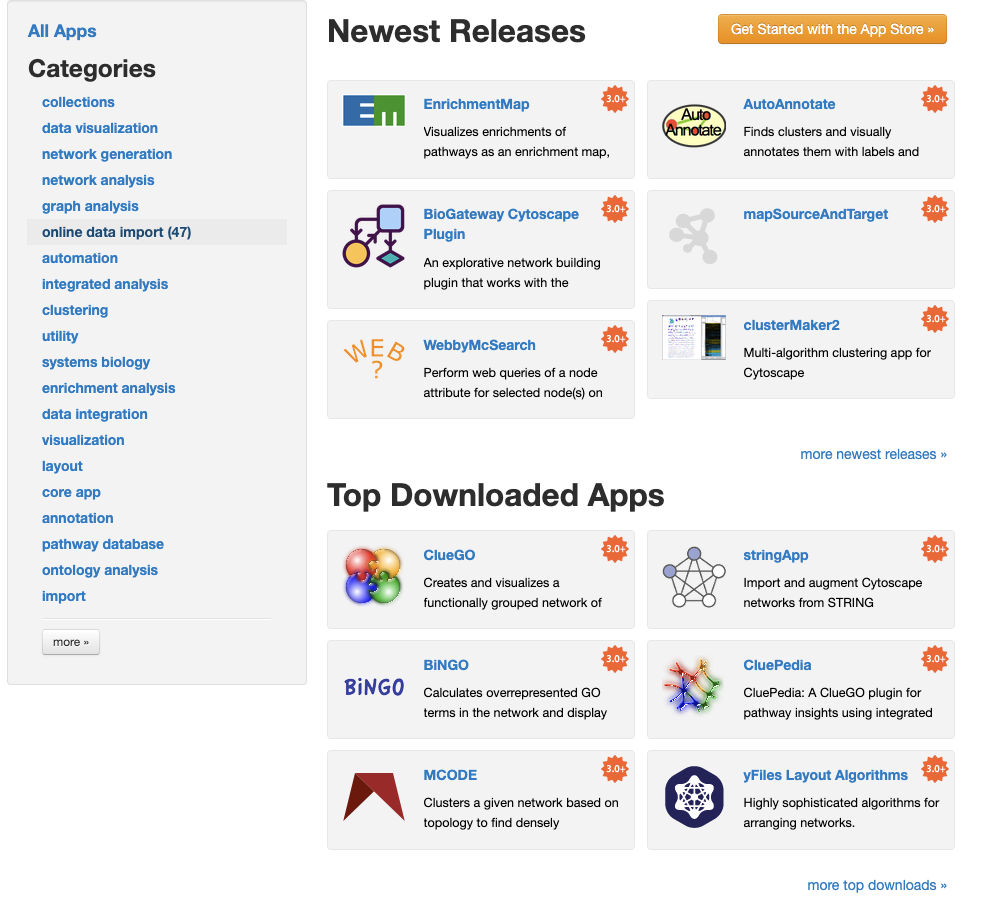 All Apps
Categories
collections
data visualization
network generation
network analysis
graph analysis
online data import (47)
automation
integrated analysis
clustering
utility
systems biology
enrichment analysis
data integration
visualization
layout
core app
annotation
pathway database
ontology analysis
import
more »
Newest Releases
Get Started with the App Store »
EnrichmentMap
3.0+
Visualizes enrichments of
pathways as an enrichment map,
Auto
Annotate
AutoAnnotate
3.0+
Finds clusters and visually
annotates them with labels and
BioGateway Cytoscape
Plugin
3.0+
An explorative network building
plugin that works with the
mapSourceAndTarget
3.0+
WEB
?
WebbyMcSearch
3.0+
Perform web queries of a node
attribute for selected node(s) on
clusterMaker2
3.0+
Multi-algorithm clustering app for
Cytoscape
more newest releases »
Top Downloaded Apps
ClueGO
3.0+
Creates and visualizes a
functionally grouped network of
stringApp
3.0+
Import and augment Cytoscape
networks from STRING
BiNGO
BiNGO
3.0+
Calculates overrepresented GO
terms in the network and display
CluePedia
3.0+
CluePedia: A ClueGO plugin for
pathway insights using integrated
MCODE
3.0+
Clusters a given network based on
topology to find densely
yFiles Layout Algorithms
3.0+
Highly sophisticated algorithms for
arranging networks.
more top downloads »